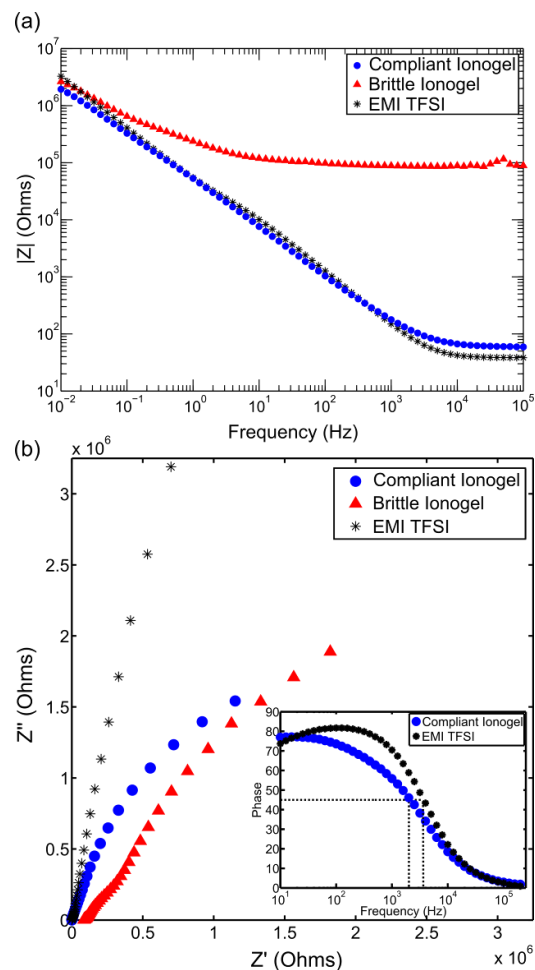 (a)
10^7
10^6
10^5
10^4
10^3
10^2
10^1
|Z| (Ohms)
Compliant Ionogel
Brittle Ionogel
EMI TFSI
10^-2 10^-1 10^0 10^1 10^2 10^3 10^4 10^5
Frequency (Hz)
(b)
x 10^6
3
2.5
2
1.5
1
0.5
0
Z'' (Ohms)
Compliant Ionogel
Brittle Ionogel
EMI TFSI
90
80
70
60
50
40
30
20
10
0
Phase
Compliant Ionogel
EMI TFSI
10^1 10^2 10^3 10^4 10^5
Frequency (Hz)
0 0.5 1 1.5 2 2.5 3
Z' (Ohms)
x 10^6